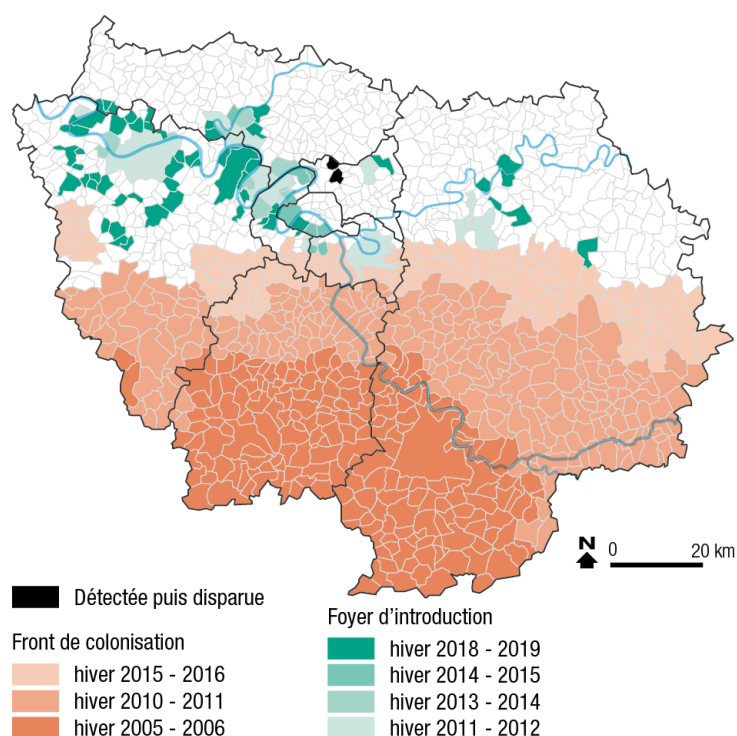 N
0 20 km
Détectée puis disparue
Front de colonisation
hiver 2015 - 2016
hiver 2010 - 2011
hiver 2005 - 2006
Foyer d’introduction
hiver 2018 - 2019
hiver 2014 - 2015
hiver 2013 - 2014
hiver 2011 - 2012